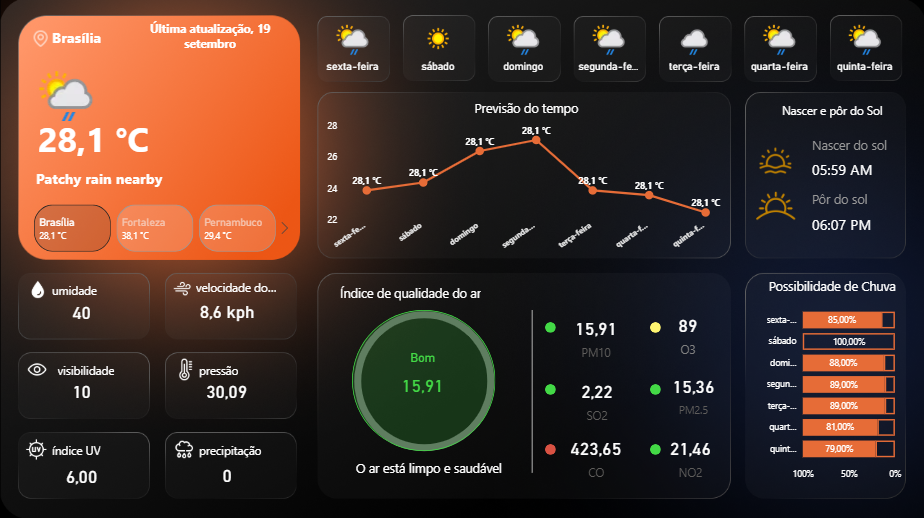 Brasília
Última atualização, 19
setembro
28,1 °C
Patchy rain nearby
Brasília
28,1 °C
Fortaleza
38,1 °C
Pernambuco
29,4 °C
sexta-feira
sábado
domingo
segunda-fe...
terça-feira
quarta-feira
quinta-feira
Previsão do tempo
28
26
24
22
28,1 °C
28,1 °C
28,1 °C
28,1 °C
28,1 °C
28,1 °C
28,1 °C
sexta-fe...
sábado
domingo
segunda...
terça-feira
quarta-f...
quinta-f...
Nascer e pôr do Sol
Nascer do sol
05:59 AM
Pôr do sol
06:07 PM
umidade
40
velocidade do...
8,6 kph
visibilidade
10
pressão
30,09
UV
índice UV
6,00
precipitação
0
Índice de qualidade do ar
Bom
15,91
O ar está limpo e saudável
15,91
PM10
89
O3
2,22
SO2
15,36
PM2.5
423,65
CO
21,46
NO2
Possibilidade de Chuva
sexta-...
85,00%
sábado
100,00%
domi...
88,00%
segun...
89,00%
terça-...
89,00%
quart...
81,00%
quint...
79,00%
100%
50%
0%